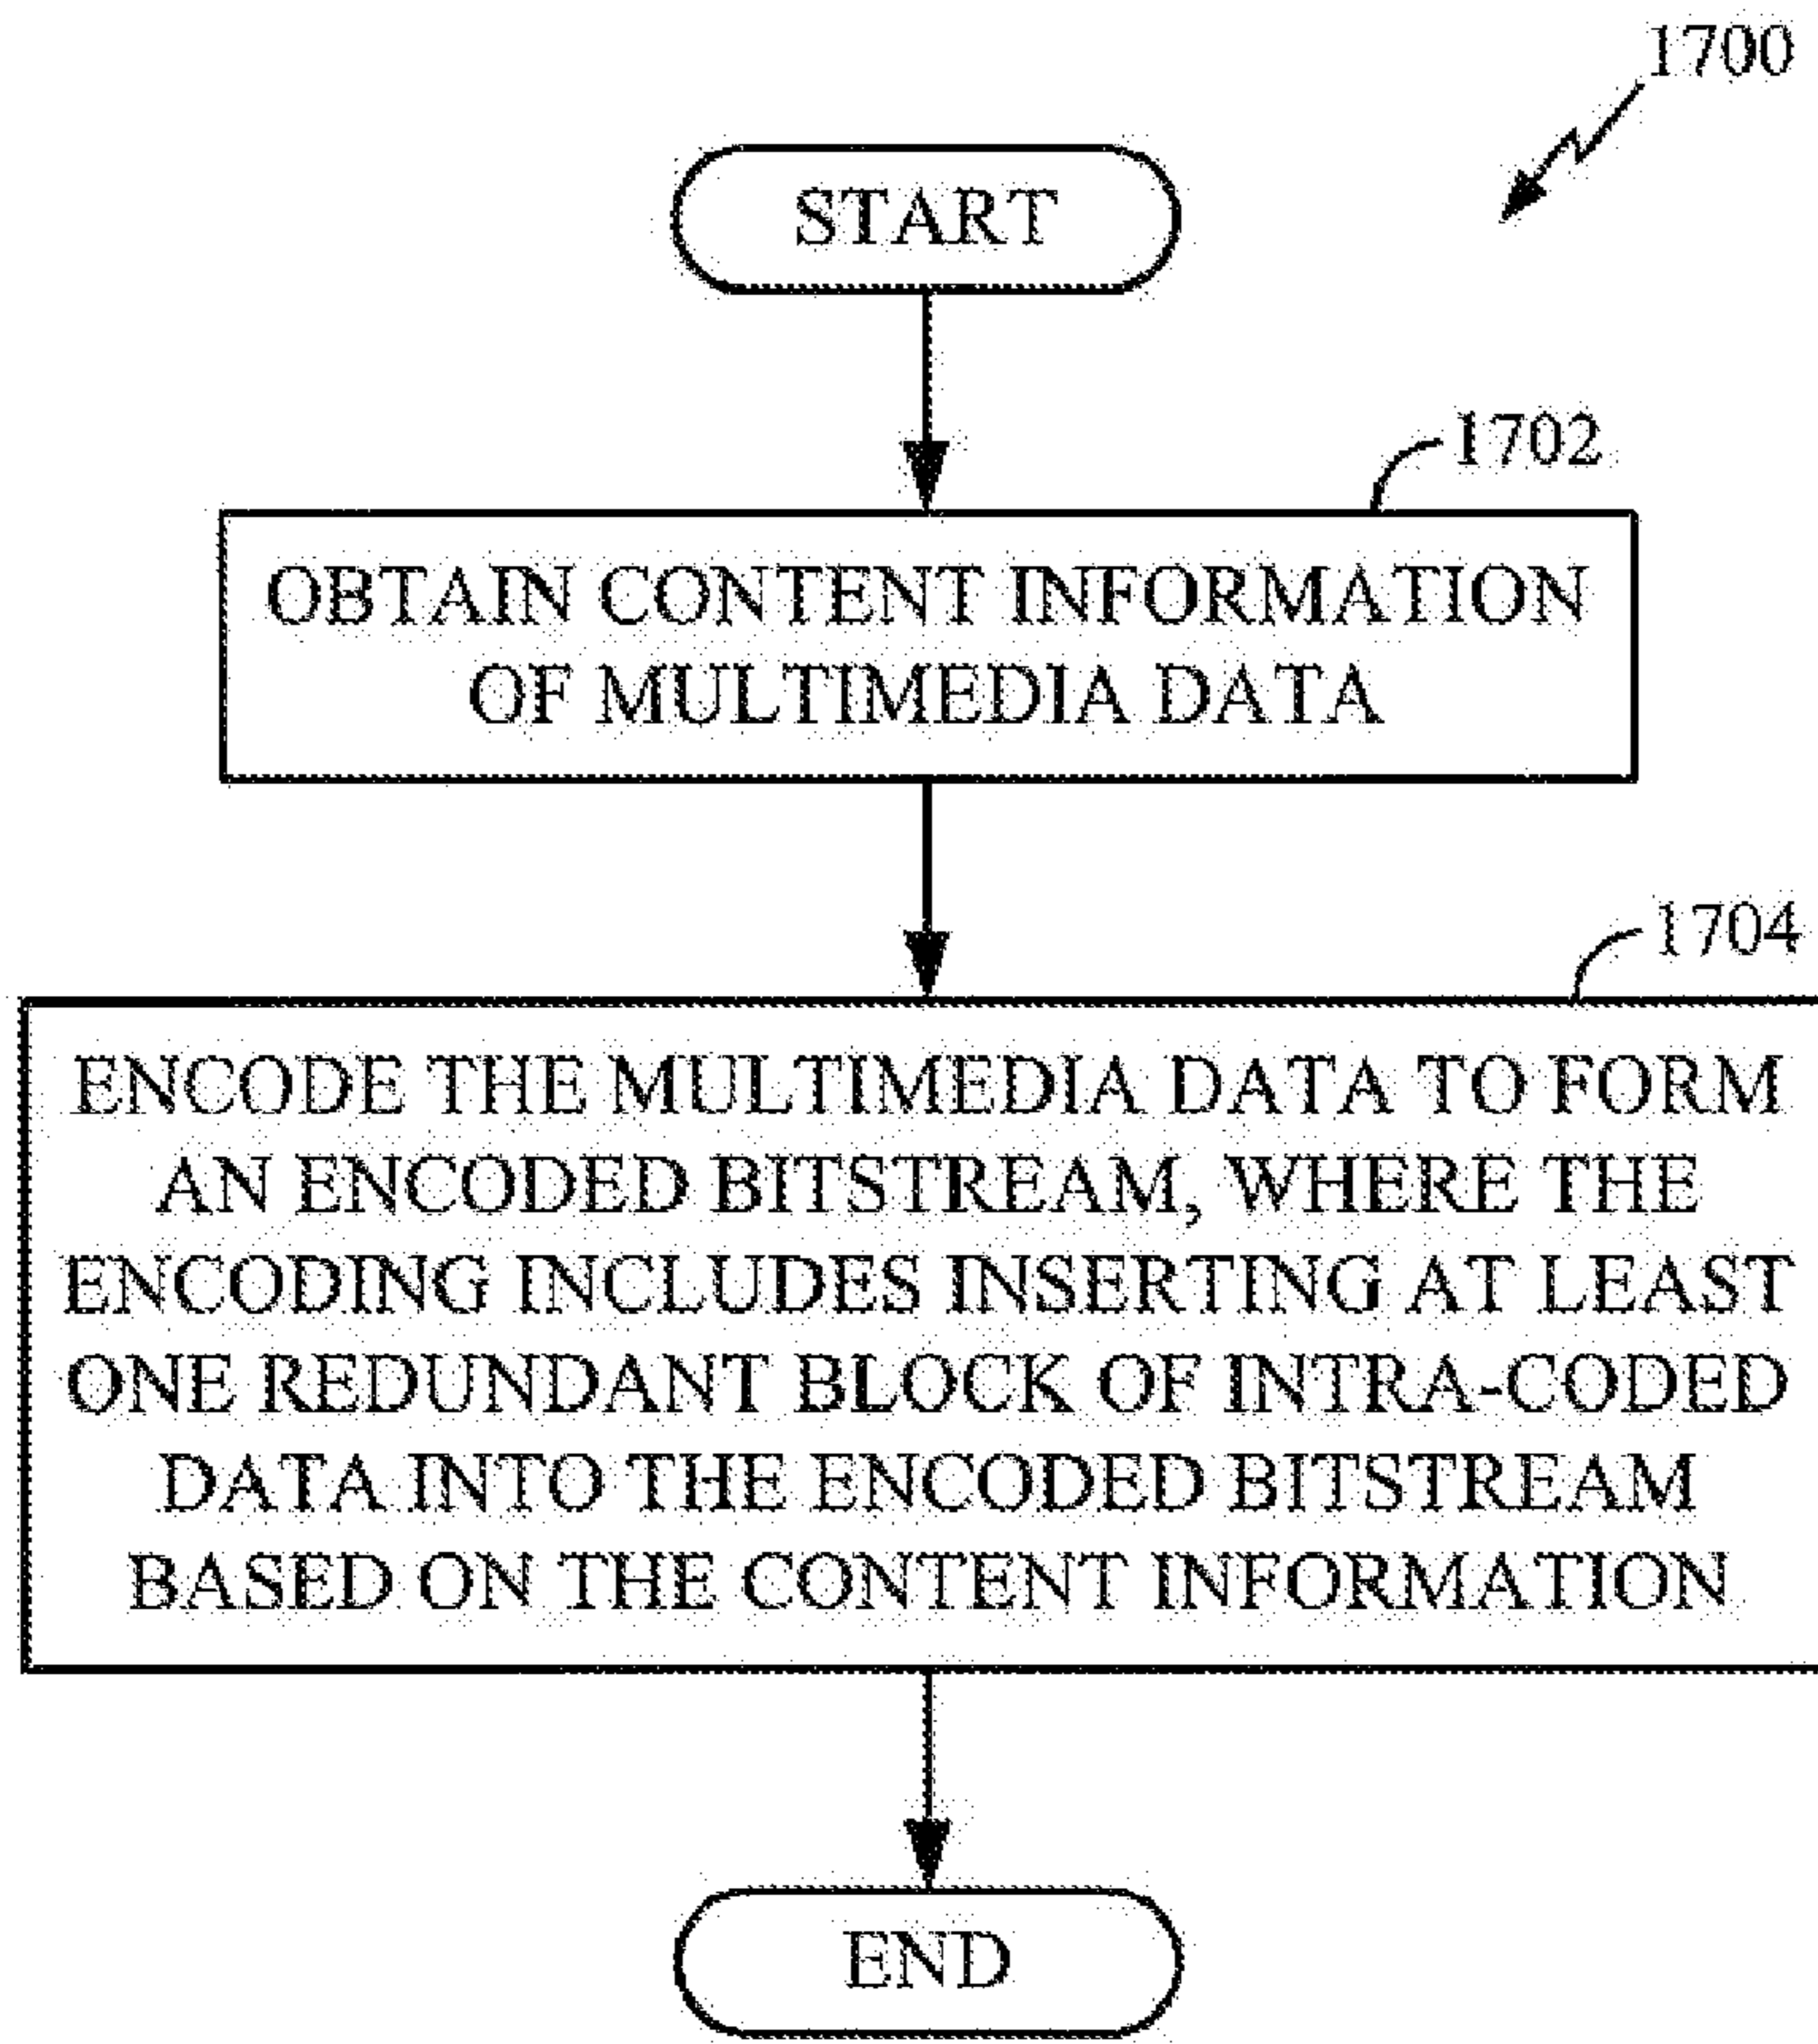 1700
START
1702
OBTAIN CONTENT INFORMATION
OF MULTIMEDIA DATA
1704
ENCODE THE MULTIMEDIA DATA TO FORM
AN ENCODED BITSTREAM, WHERE THE
ENCODING INCLUDES INSERTING AT LEAST
ONE REDUNDANT BLOCK OF INTRA-CODED
DATA INTO THE ENCODED BITSTREAM
BASED ON THE CONTENT INFORMATION
END